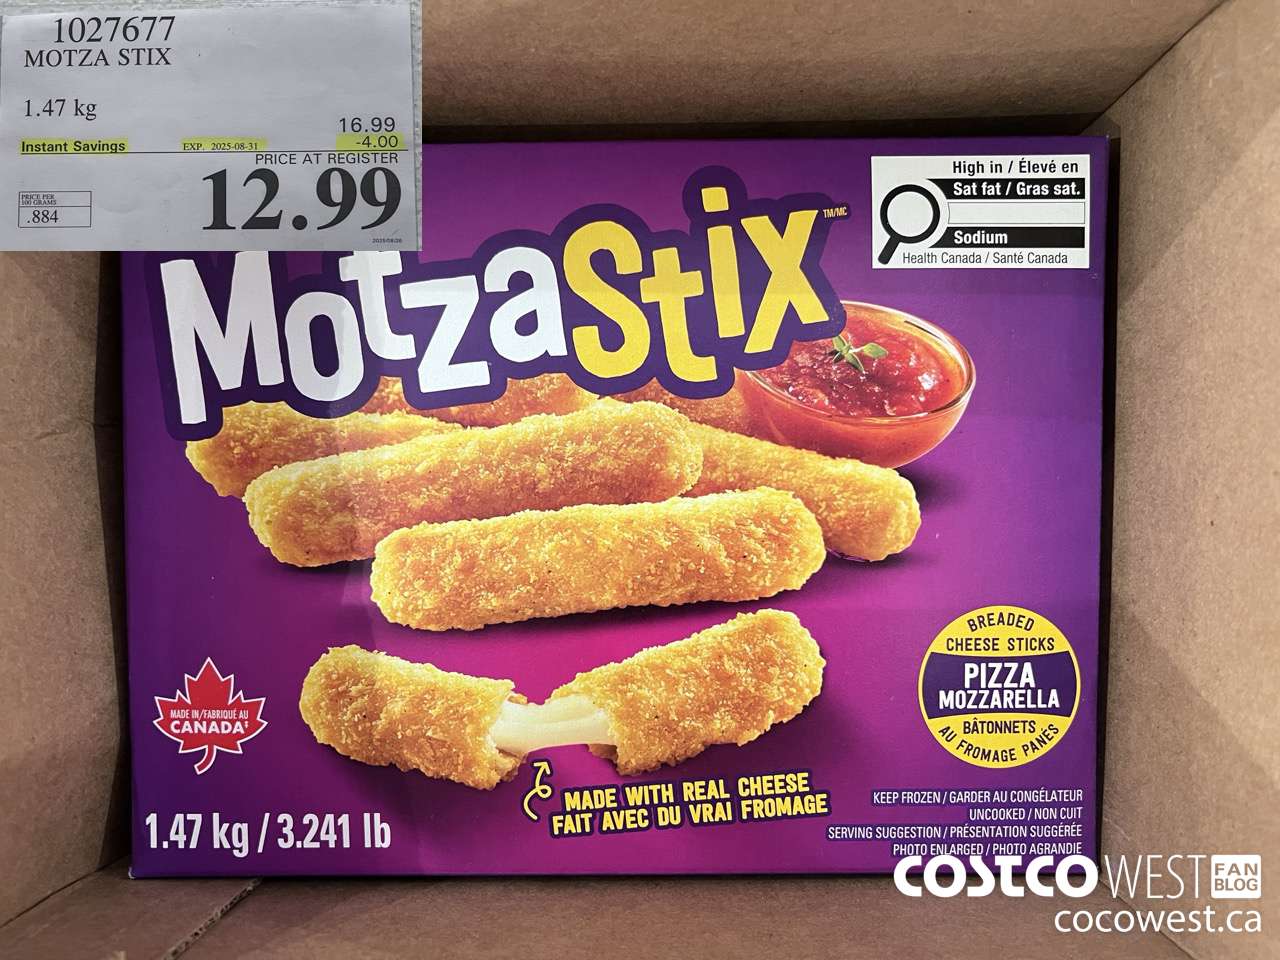 1027677
MOTZA STIX
1.47 kg
16.99
Instant Savings EXP. 2025-08-31 -4.00
PRICE AT REGISTER
12.99
PRICE PER
100 GRAMS
.884
2025/08/20
MotzaStix TM/MC
High in / Élevé en
Sat fat / Gras sat.
Sodium
Health Canada / Santé Canada
BREADED
CHEESE STICKS
PIZZA
MOZZARELLA
BÂTONNETS
AU FROMAGE PANÉS
MADE IN/FABRIQUÉ AU
CANADA‡
MADE WITH REAL CHEESE
FAIT AVEC DU VRAI FROMAGE
1.47 kg / 3.241 lb
KEEP FROZEN / GARDER AU CONGÉLATEUR
UNCOOKED / NON CUIT
SERVING SUGGESTION / PRÉSENTATION SUGGÉRÉE
PHOTO ENLARGED / PHOTO AGRANDIE
COSTCO WEST FAN BLOG
cocowest.ca